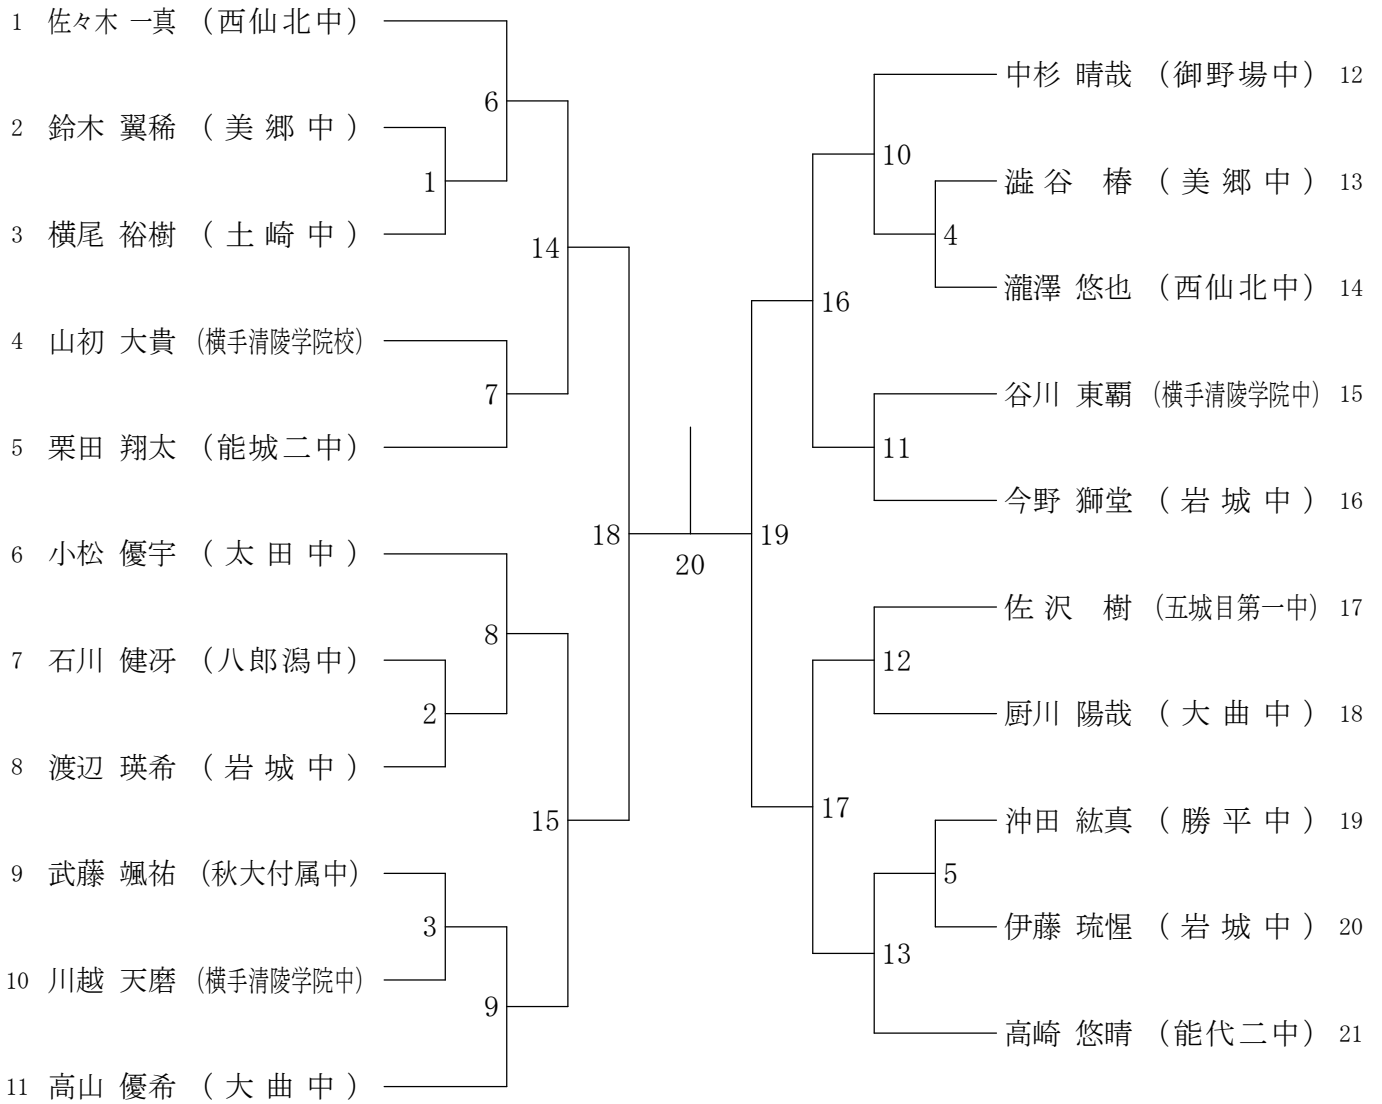 1 佐々木 一真 （西仙北中）
2 鈴木 翼稀 （ 美 郷 中 ）
3 横尾 裕樹 （ 土 崎 中 ）
4 山初 大貴 （横手清陵学院校）
5 栗田 翔太 （能城二中）
6 小松 優宇 （ 太 田 中 ）
7 石川 健冴 （八郎潟中）
8 渡辺 瑛希 （ 岩 城 中 ）
9 武藤 颯祐 （秋大付属中）
10 川越 天磨 （横手清陵学院中）
11 高山 優希 （ 大 曲 中 ）
6
1
14
7
8
2
15
3
9
18
20
19
16
10
4
11
12
17
5
13
中杉 晴哉 （御野場中） 12
澁 谷 椿 （ 美 郷 中 ） 13
瀧澤 悠也 （西仙北中） 14
谷川 東覇 （横手清陵学院中） 15
今野 獅堂 （ 岩 城 中 ） 16
佐 沢 樹 （五城目第一中） 17
厨川 陽哉 （ 大 曲 中 ） 18
沖田 紘真 （ 勝 平 中 ） 19
伊藤 琉惺 （ 岩 城 中 ） 20
高崎 悠晴 （能代二中） 21